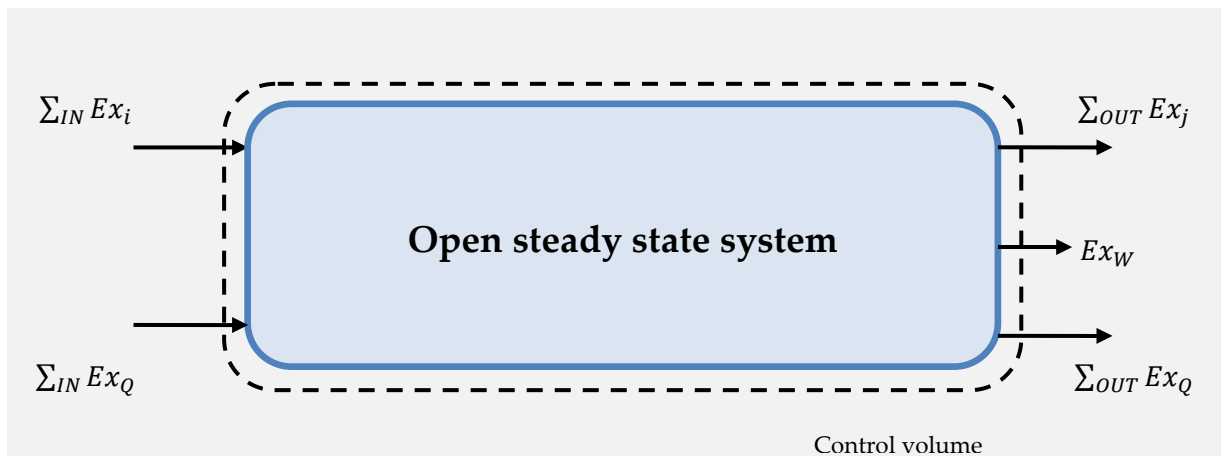 ∑IN Exi
∑OUT Exj
Open steady state system
ExW
∑IN ExQ
∑OUT ExQ
Control volume